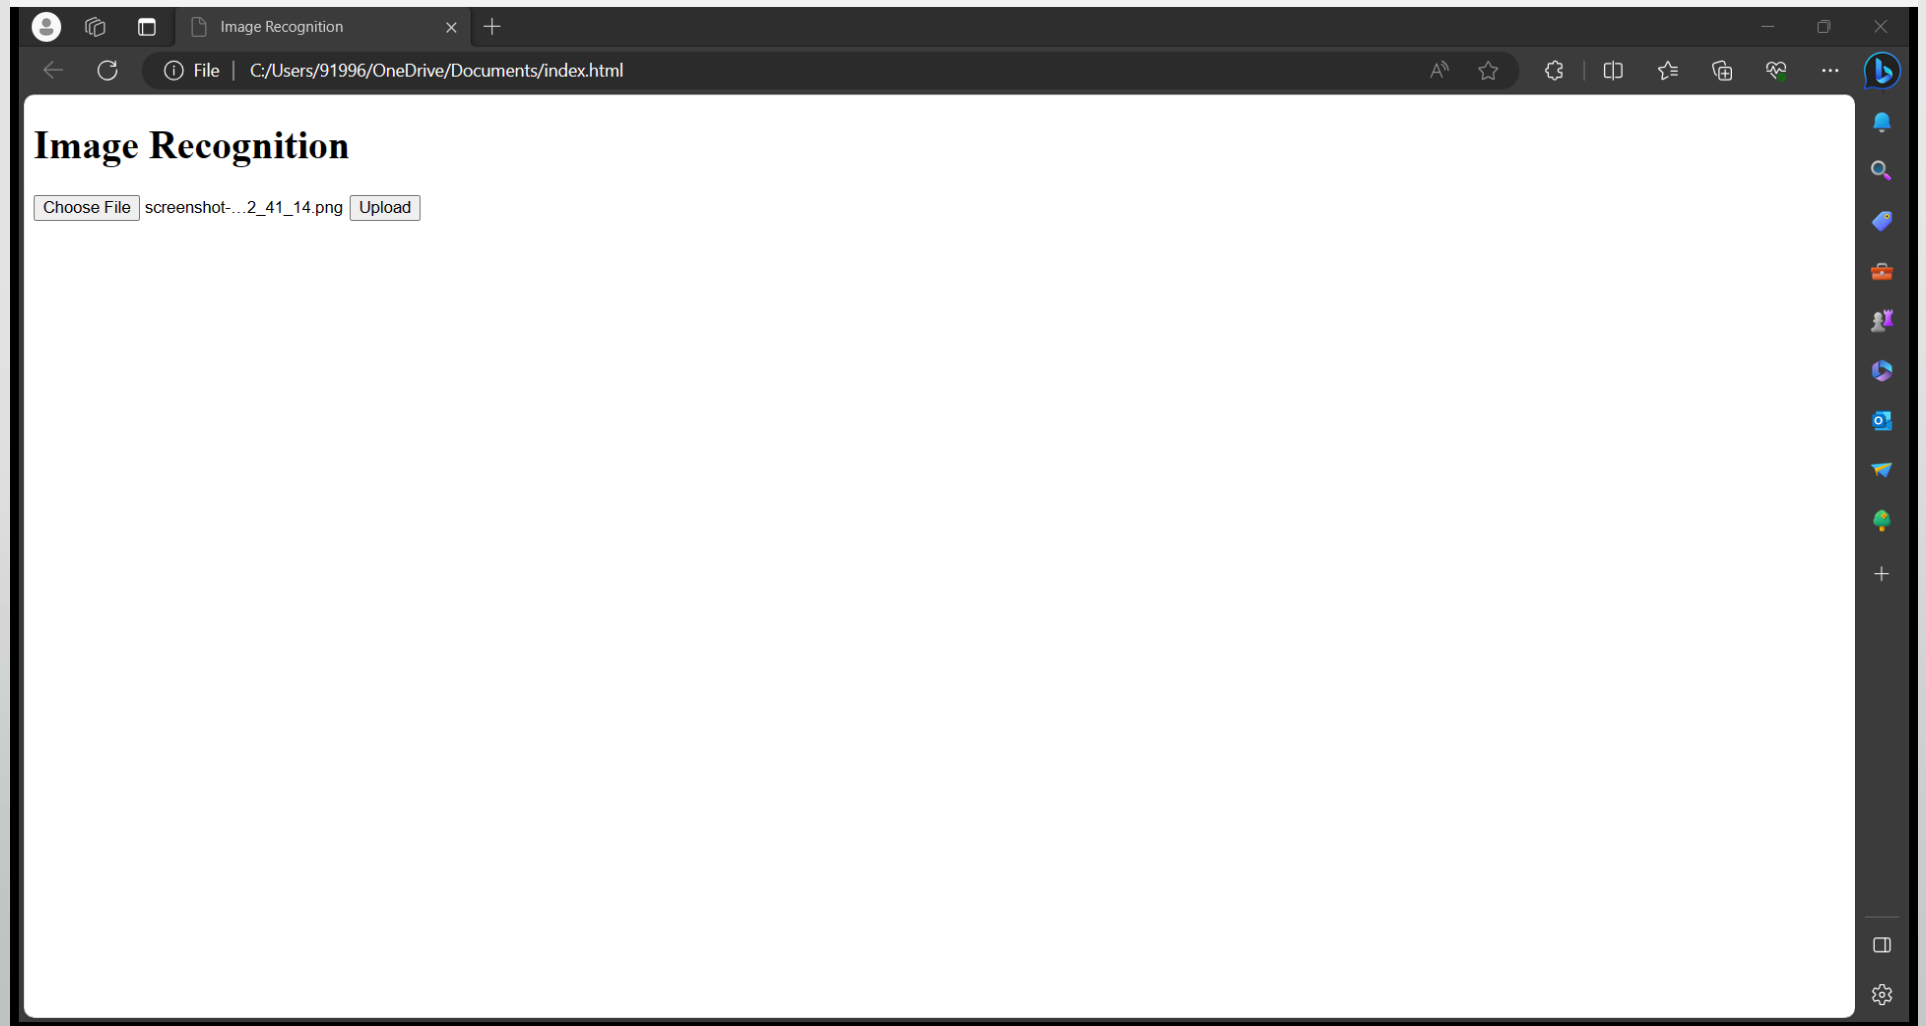 Image Recognition
File
C:/Users/91996/OneDrive/Documents/index.html
Image Recognition
Choose File screenshot-...2_41_14.png Upload